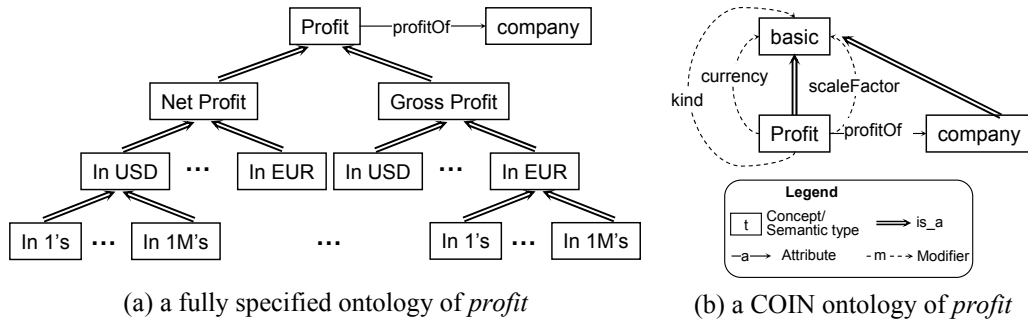 Profit
profitOf
company
Net Profit
Gross Profit
In USD
...
In EUR
In USD
...
In EUR
In 1's
...
In 1M's
...
In 1's
...
In 1M's
(a) a fully specified ontology of profit
basic
currency
scaleFactor
kind
Profit
profitOf
company
Legend
t
Concept/
Semantic type
is_a
a
Attribute
m
Modifier
(b) a COIN ontology of profit